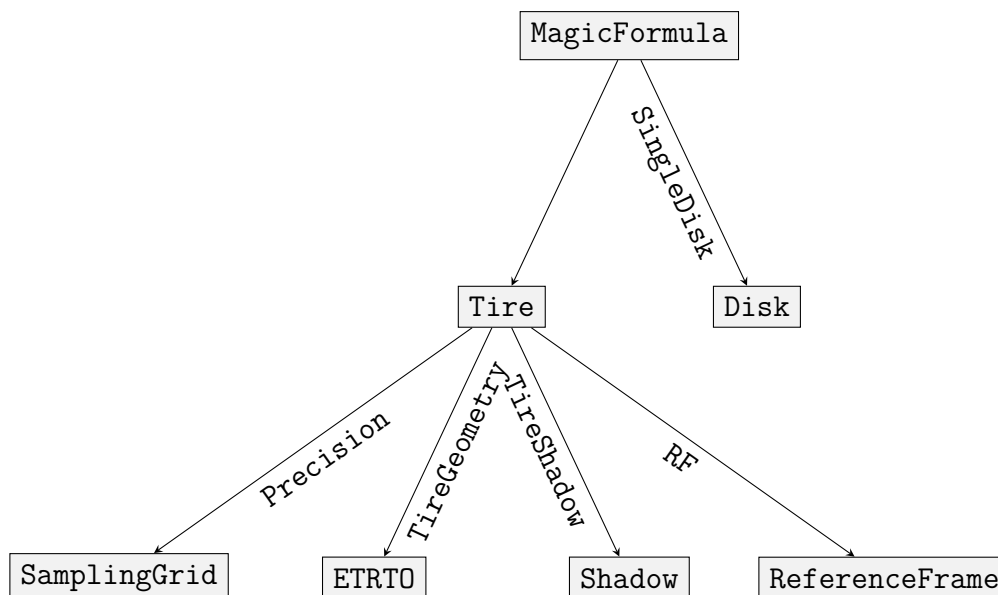 MagicFormula
SingleDisk
Tire
Disk
Precision
TireGeometry
TireShadow
RF
SamplingGrid
ETRTO
Shadow
ReferenceFrame